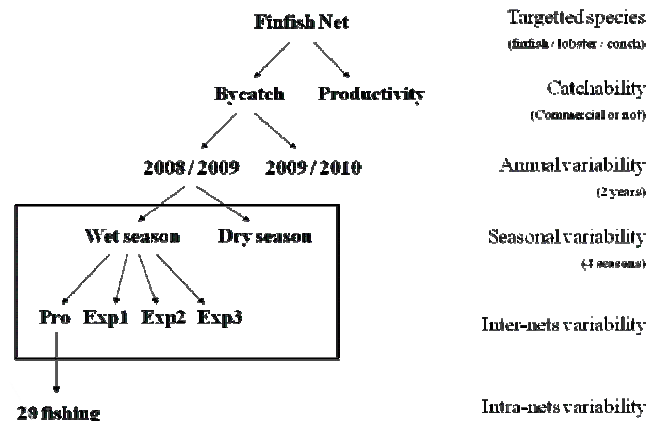 Finfish Net
Targetted species
(finfish / lobster / conch)
Bycatch Productivity
Catchability
(Commercial or not)
2008 / 2009 2009 / 2010
Annual variability
(2 years)
Wet season Dry season
Seasonal variability
(4 seasons)
Pro Exp1 Exp2 Exp3
Inter-nets variability
29 fishing
Intra-nets variability